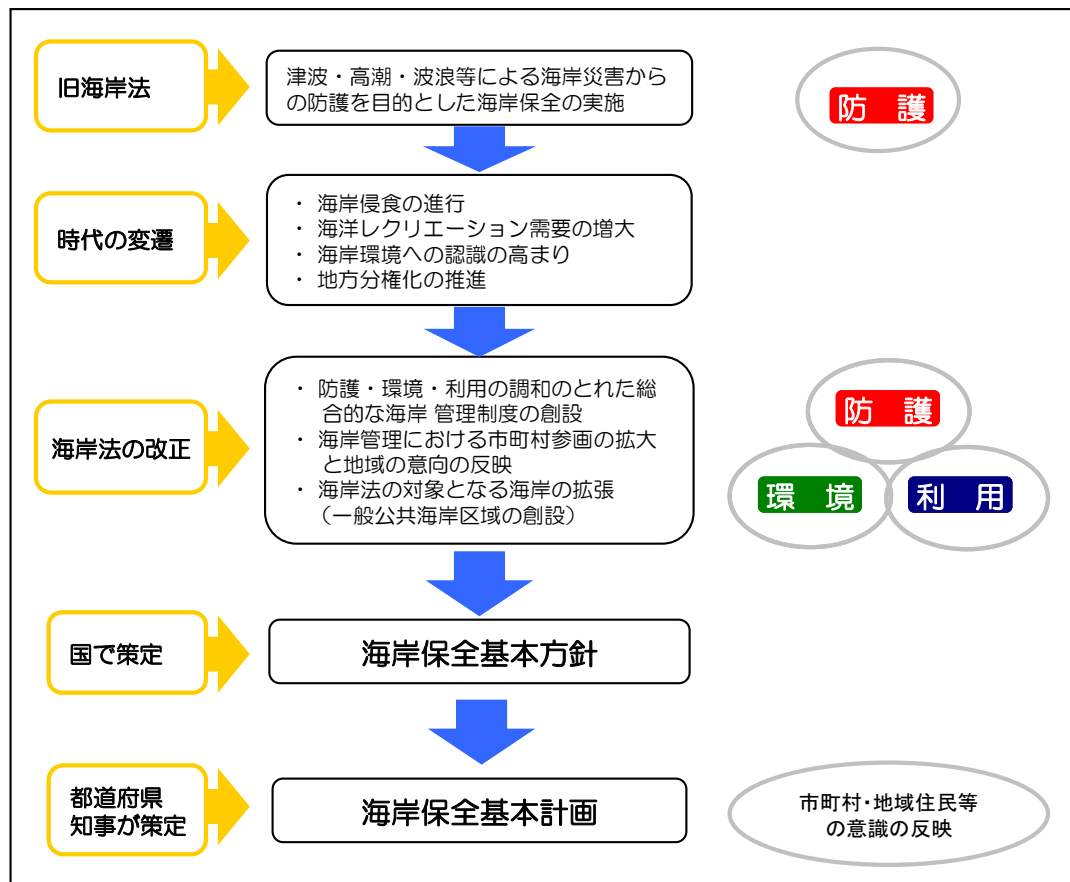 旧海岸法
津波・高潮・波浪等による海岸災害から
の防護を目的とした海岸保全の実施
防 護
時代の変遷
・ 海岸侵食の進行
・ 海洋レクリエーション需要の増大
・ 海岸環境への認識の高まり
・ 地方分権化の推進
海岸法の改正
・ 防護・環境・利用の調和のとれた総
合的な海岸 管理制度の創設
・ 海岸管理における市町村参画の拡大
と地域の意向の反映
・ 海岸法の対象となる海岸の拡張
（一般公共海岸区域の創設）
防 護
環 境
利 用
国で策定
海岸保全基本方針
都道府県
知事が策定
海岸保全基本計画
市町村・地域住民等
の意識の反映